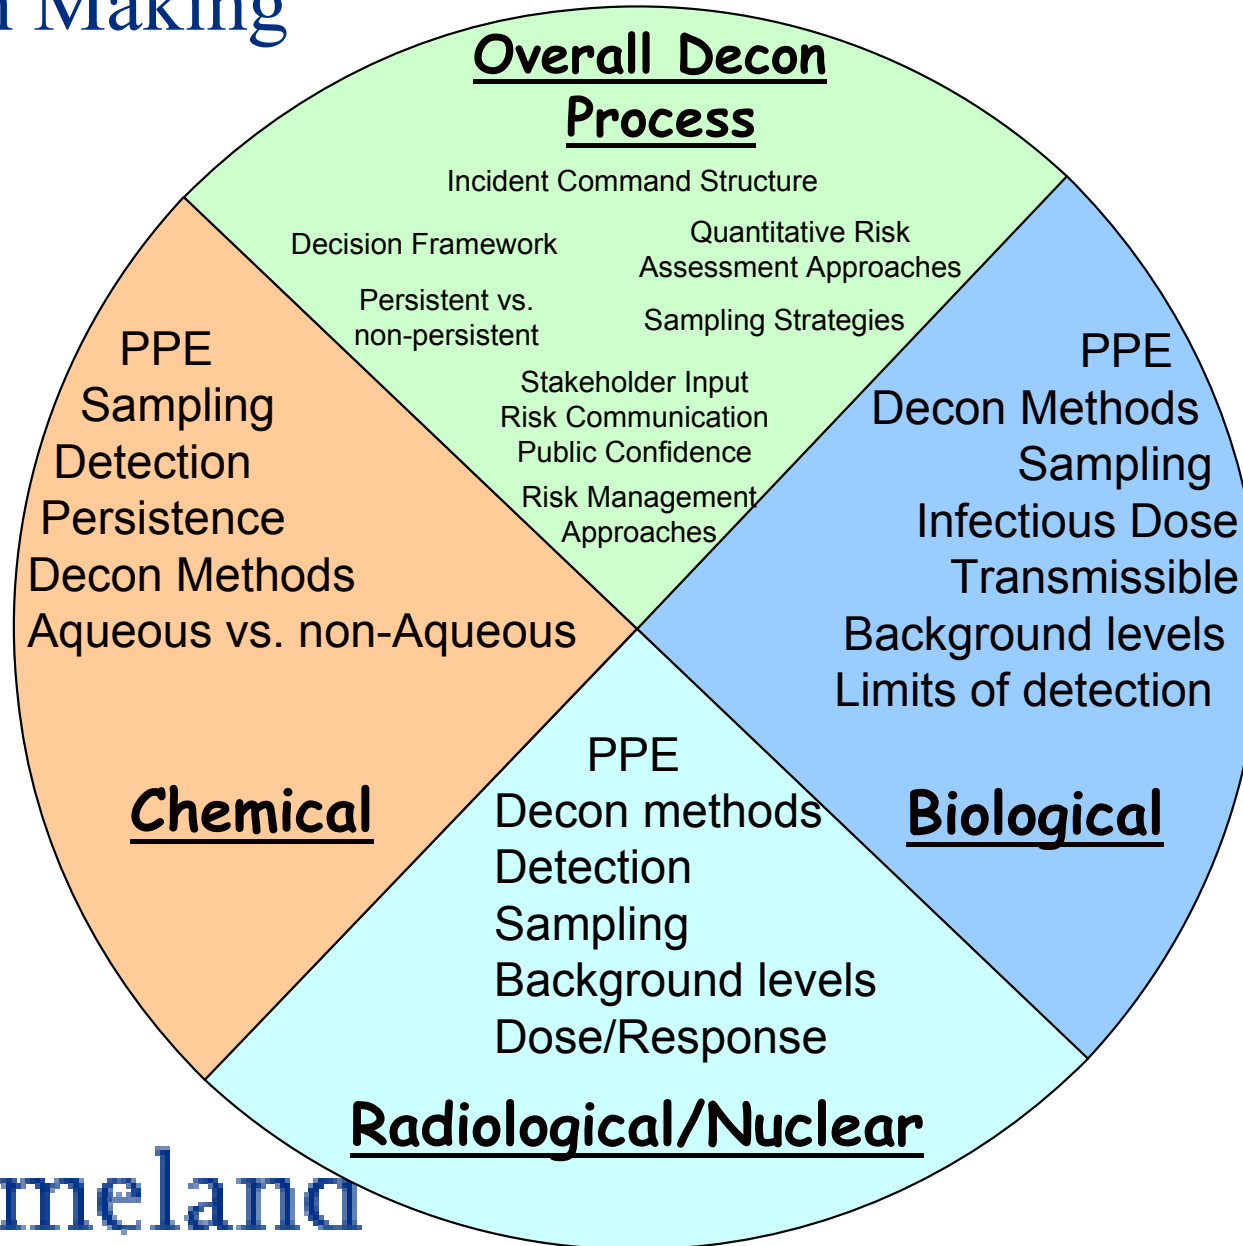 Making
Overall Decon
Process
Incident Command Structure
Decision Framework
Quantitative Risk
Assessment Approaches
Persistent vs.
non-persistent
Sampling Strategies
Stakeholder Input
Risk Communication
Public Confidence
Risk Management
Approaches
PPE
Sampling
Detection
Persistence
Decon Methods
Aqueous vs. non-Aqueous
Chemical
PPE
Decon Methods
Sampling
Infectious Dose
Transmissible
Background levels
Limits of detection
Biological
PPE
Decon methods
Detection
Sampling
Background levels
Dose/Response
Radiological/Nuclear
meland